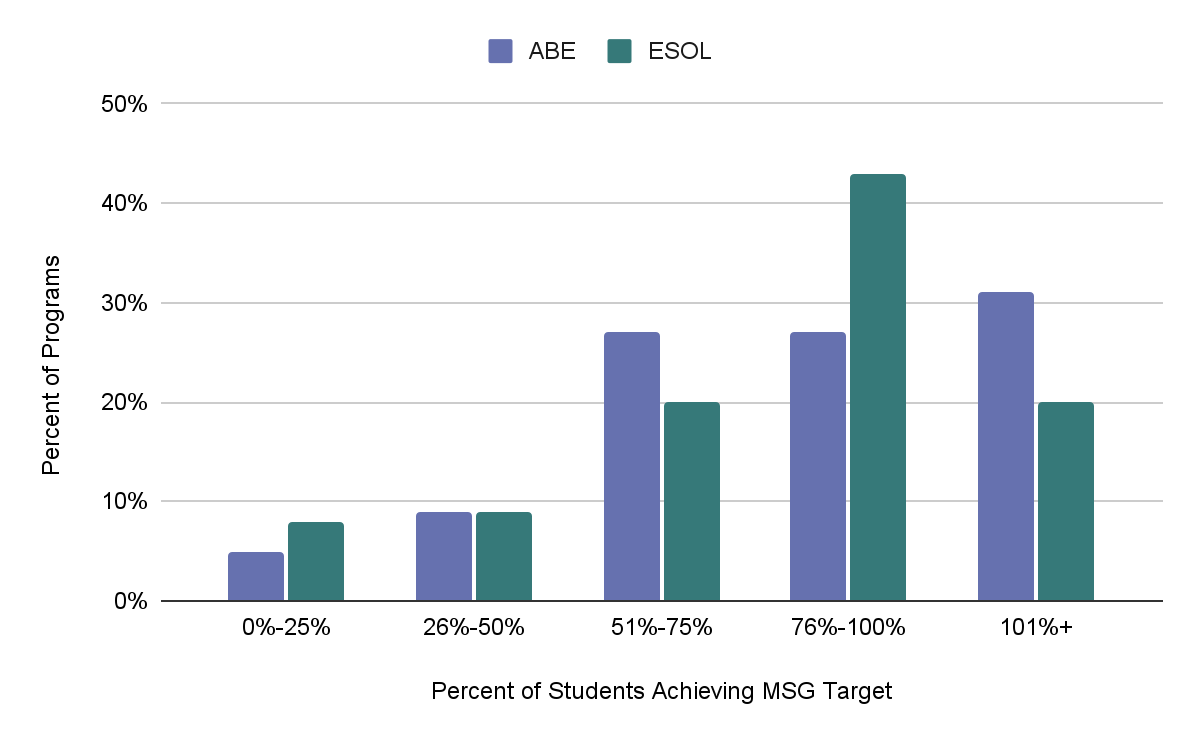 ABE ESOL
50%
40%
30%
20%
10%
0%
Percent of Programs
0%-25% 26%-50% 51%-75% 76%-100% 101%+
Percent of Students Achieving MSG Target